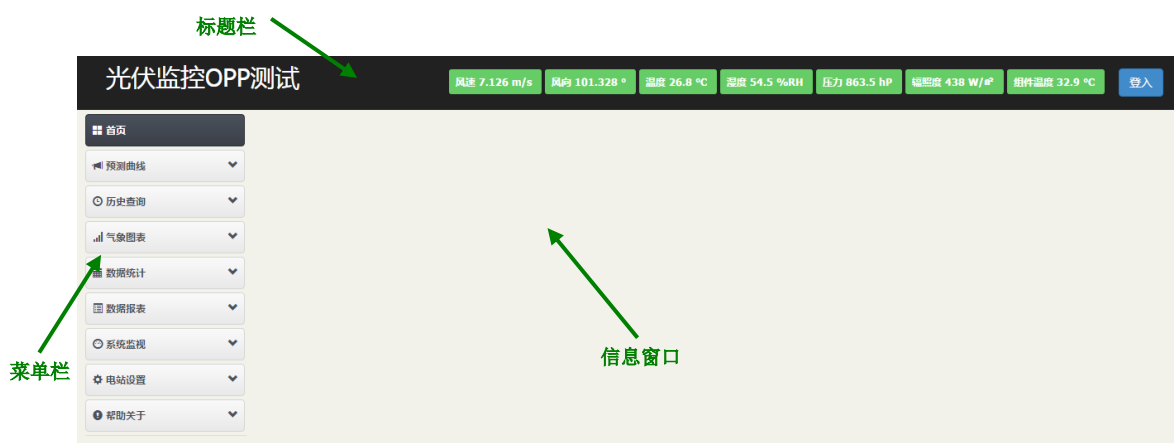 标题栏
光伏监控OPP测试
风速 7.126 m/s 风向 101.328 ° 温度 26.8 ℃ 湿度 54.5 %RH 压力 863.5 hP 辐照度 438 W/㎡ 组件温度 32.9 ℃ 登入
首页
预测曲线
历史查询
气象图表
数据统计
数据报表
系统监视
信息窗口
菜单栏
电站设置
帮助关于